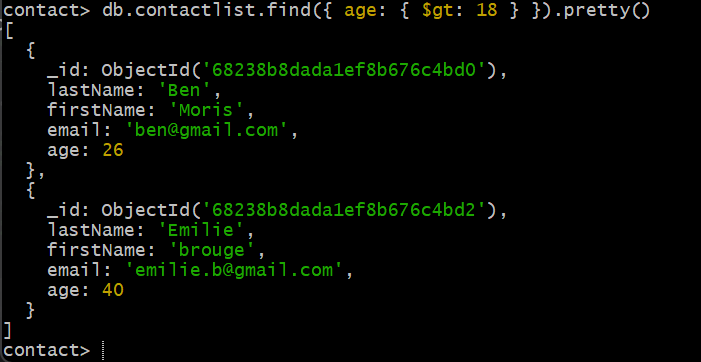 contact> db.contactlist.find({ age: { $gt: 18 } }).pretty()
[
  {
    _id: ObjectId('68238b8dada1ef8b676c4bd0'),
    lastName: 'Ben',
    firstName: 'Moris',
    email: 'ben@gmail.com',
    age: 26
  },
  {
    _id: ObjectId('68238b8dada1ef8b676c4bd2'),
    lastName: 'Emilie',
    firstName: 'brouge',
    email: 'emilie.b@gmail.com',
    age: 40
  }
]
contact>